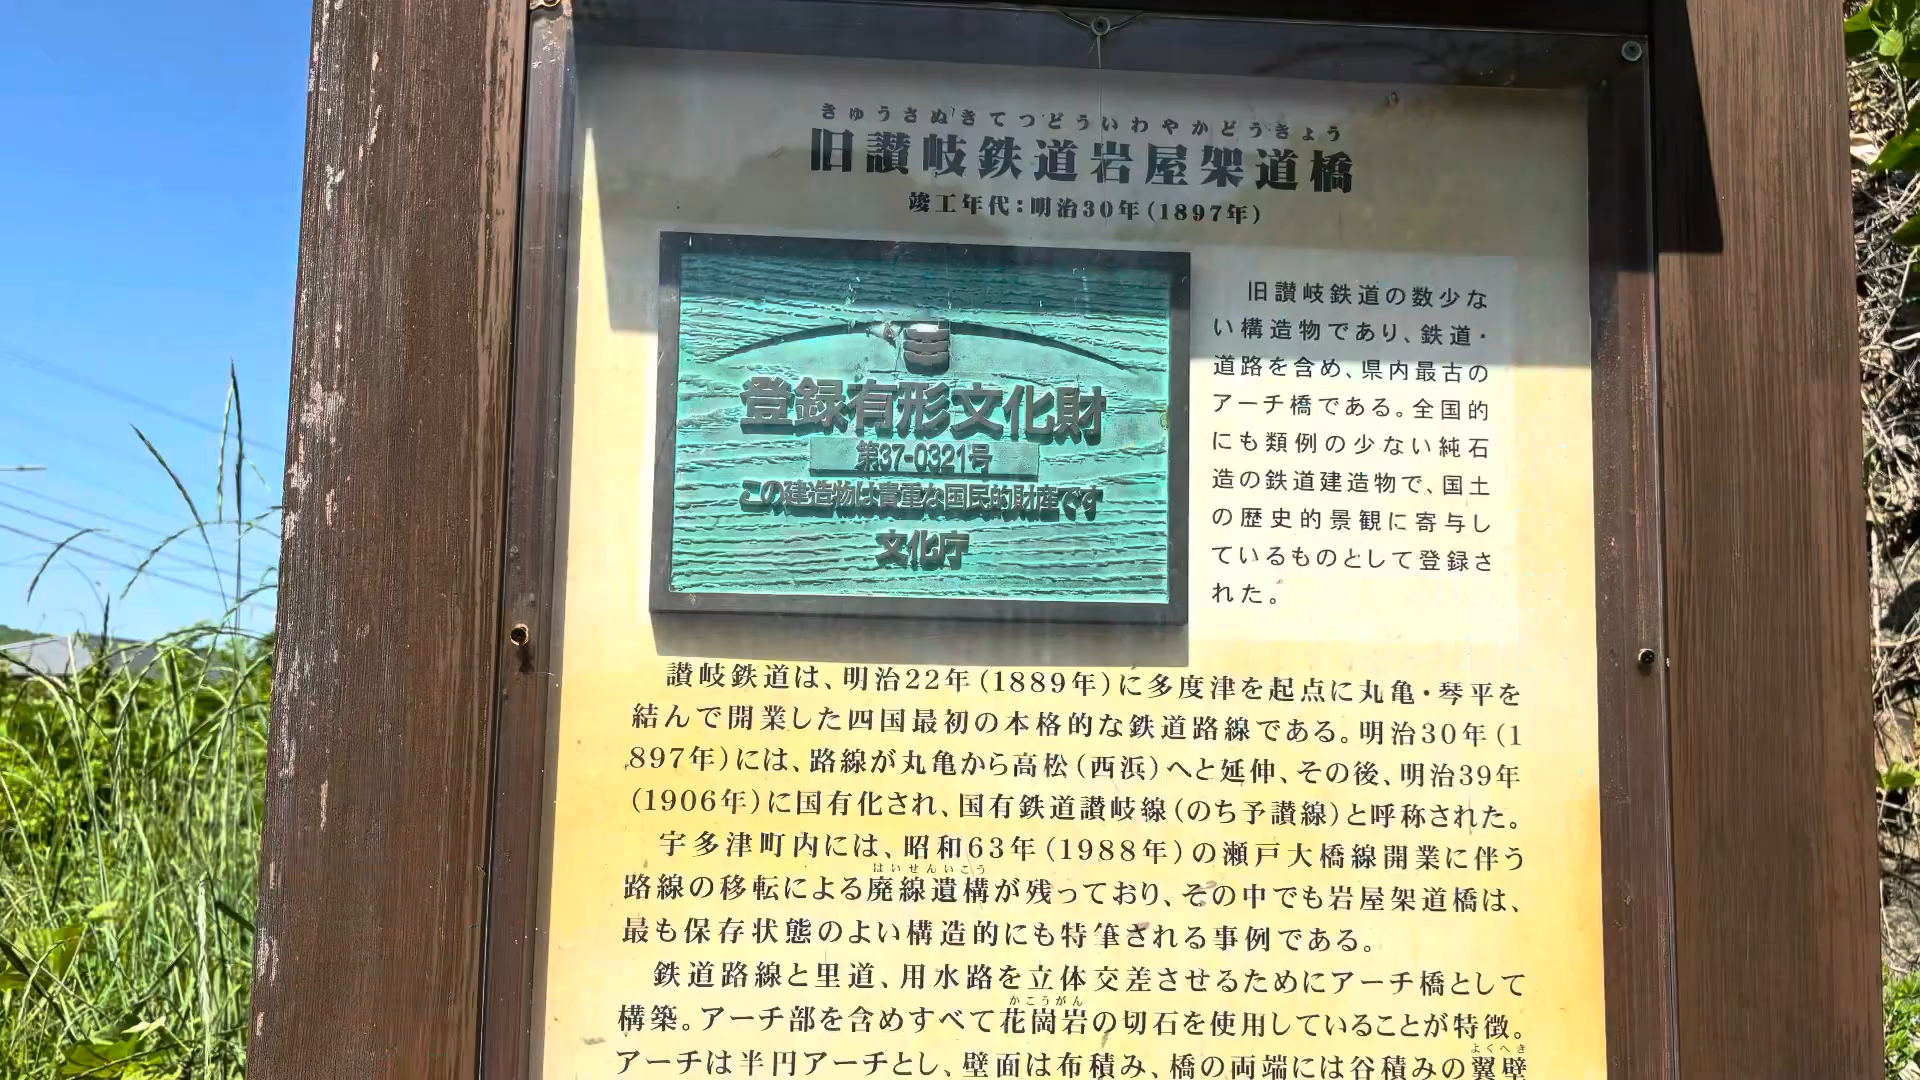 きゅうさぬきてつどういわやかどうきょう
旧讃岐鉄道岩屋架道橋
竣工年代：明治30年（1897年）
登録有形文化財
第37-0321号
この建造物は貴重な国民的財産です
文化庁
旧讃岐鉄道の数少な
い構造物であり、鉄道・
道路を含め、県内最古の
アーチ橋である。全国的
にも類例の少ない純石
造の鉄道建造物で、国土
の歴史的景観に寄与し
ているものとして登録さ
れた。
讃岐鉄道は、明治22年（1889年）に多度津を起点に丸亀・琴平を
結んで開業した四国最初の本格的な鉄道路線である。明治30年（1
897年）には、路線が丸亀から高松（西浜）へと延伸、その後、明治39年
（1906年）に国有化され、国有鉄道讃岐線（のち予讃線）と呼称された。
宇多津町内には、昭和63年（1988年）の瀬戸大橋線開業に伴う
はいせんいこう
路線の移転による廃線遺構が残っており、その中でも岩屋架道橋は、
最も保存状態のよい構造的にも特筆される事例である。
鉄道路線と里道、用水路を立体交差させるためにアーチ橋として
かこうがん
構築。アーチ部を含めすべて花崗岩の切石を使用していることが特徴。
よくへき
アーチは半円アーチとし、壁面は布積み、橋の両端には谷積みの翼壁